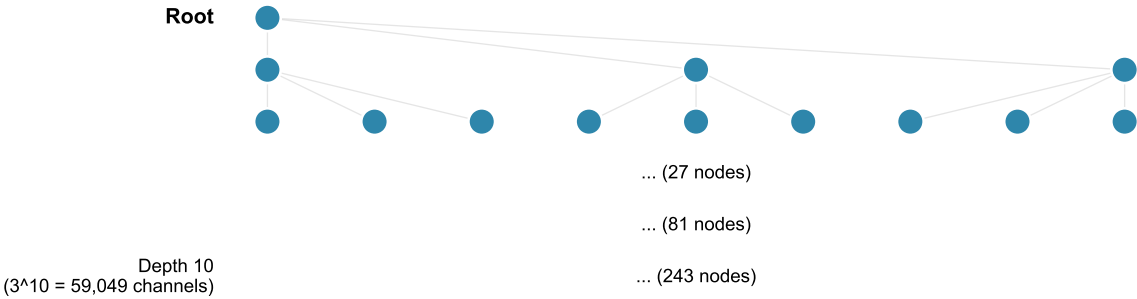 Root
... (27 nodes)
... (81 nodes)
Depth 10
(3^10 = 59,049 channels)
... (243 nodes)